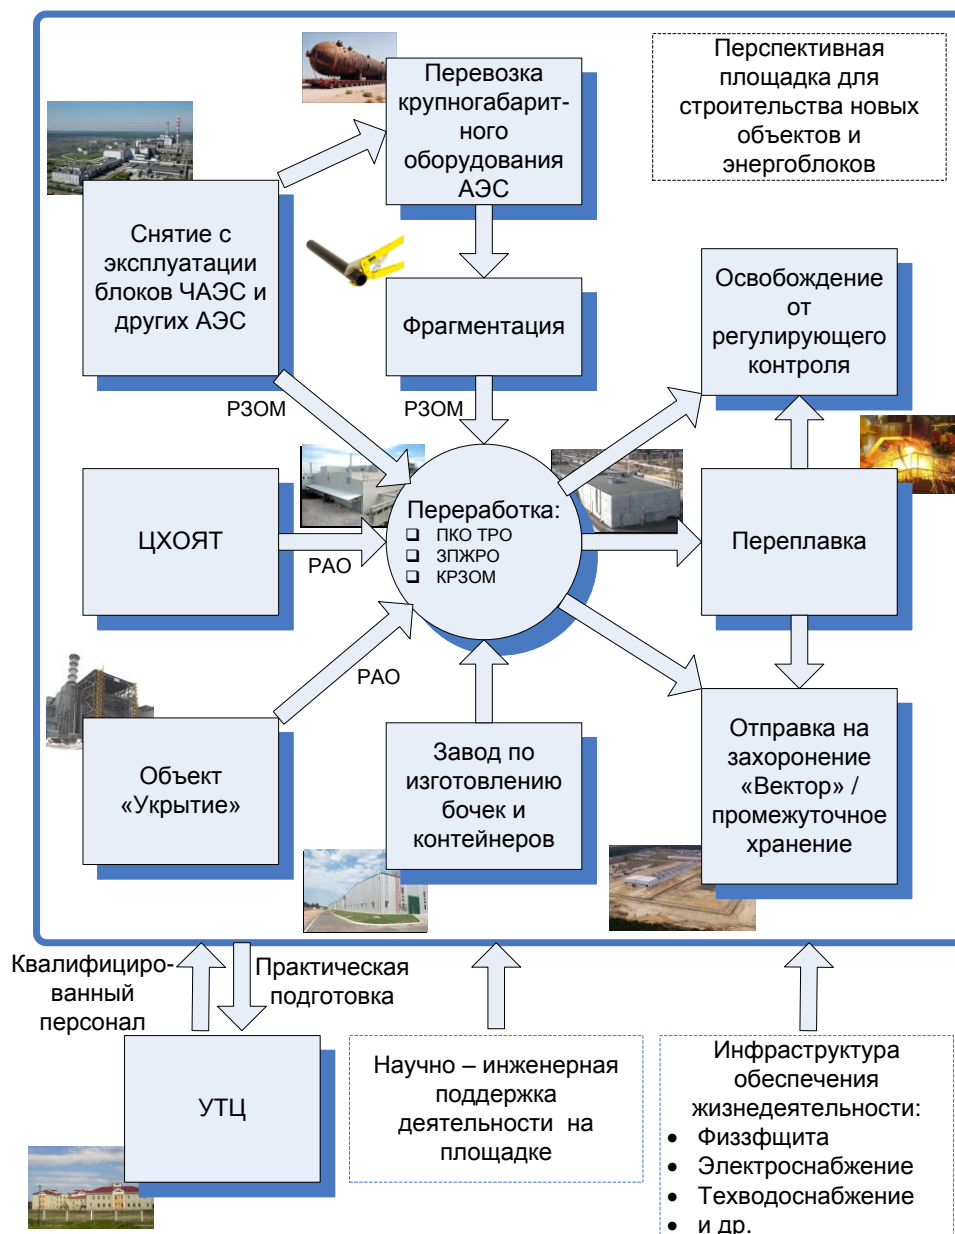 Перевозка
крупногабарит-
ного
оборудования
АЭС
Перспективная
площадка для
строительства новых
объектов и
энергоблоков
Снятие с
эксплуатации
блоков ЧАЭС и
других АЭС
Фрагментация
Освобождение
от
регулирующего
контроля
РЗОМ
РЗОМ
ЦХОЯТ
РАО
Переработка:
❑ ПКО ТРО
❑ ЗПЖРО
❑ КРЗОМ
Переплавка
РАО
Объект
«Укрытие»
Завод по
изготовлению
бочек и
контейнеров
Отправка на
захоронение
«Вектор» /
промежуточное
хранение
Квалифициро-
ванный
персонал
Практическая
подготовка
УТЦ
Научно – инженерная
поддержка
деятельности на
площадке
Инфраструктура
обеспечения
жизнедеятельности:
• Физзфщита
• Электроснабжение
• Техводоснабжение
• и др.